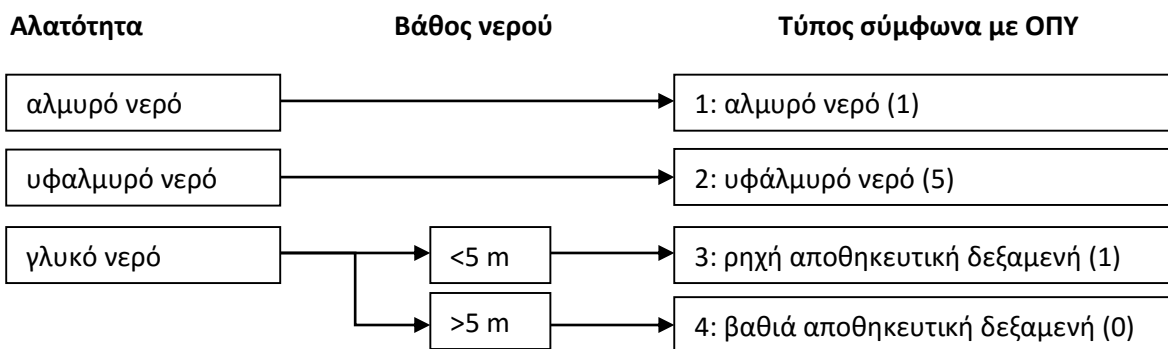 Αλατότητα Βάθος νερού Τύπος σύμφωνα με ΟΠΥ
αλμυρό νερό 1: αλμυρό νερό (1)
υφαλμυρό νερό 2: υφάλμυρό νερό (5)
γλυκό νερό <5 m 3: ρηχή αποθηκευτική δεξαμενή (1)
>5 m 4: βαθιά αποθηκευτική δεξαμενή (0)